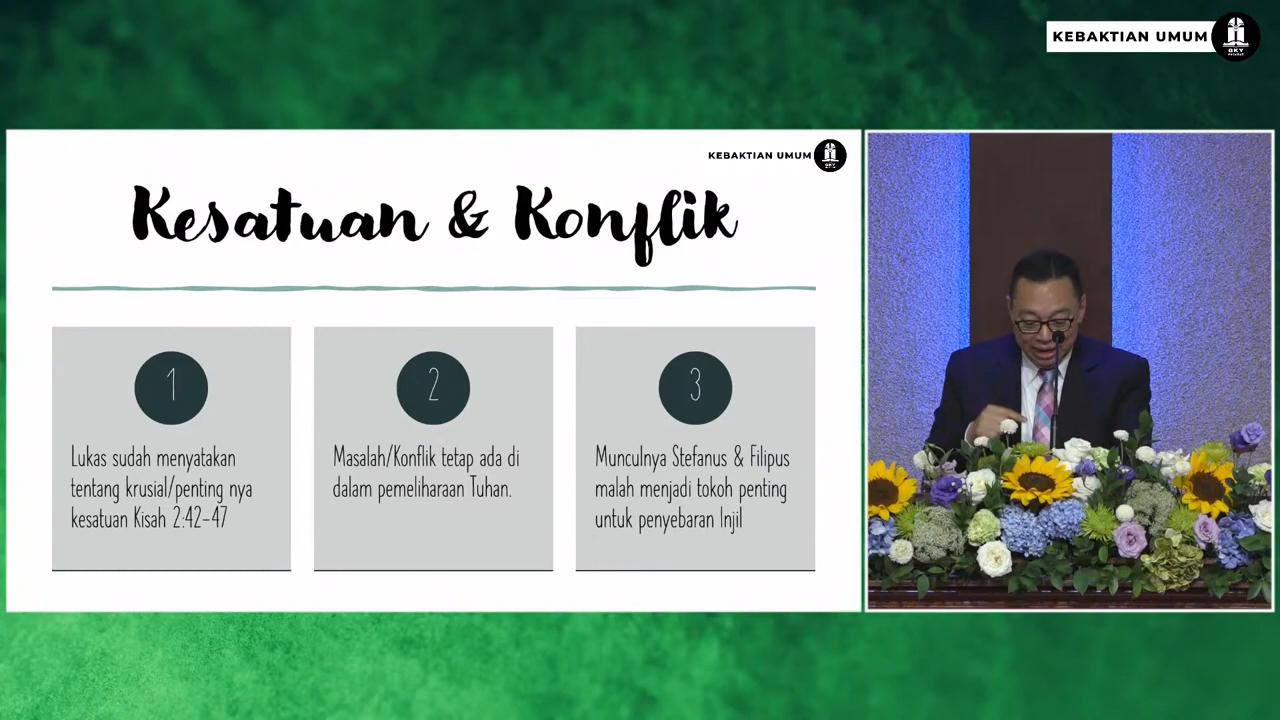 KEBAKTIAN UMUM
GKY
KEBAKTIAN UMUM
GKY
Kesatuan & Konflik
1
Lukas sudah menyatakan
tentang krusial/penting nya
kesatuan Kisah 2:42-47
2
Masalah/Konflik tetap ada di
dalam pemeliharaan Tuhan.
3
Munculnya Stefanus & Filipus
malah menjadi tokoh penting
untuk penyebaran Injil